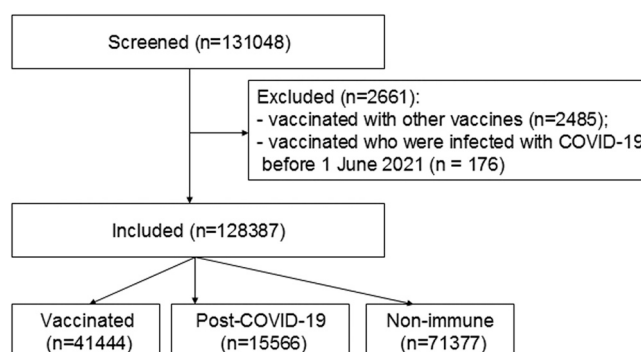 Screened (n=131048)
Excluded (n=2661):
- vaccinated with other vaccines (n=2485);
- vaccinated who were infected with COVID-19
before 1 June 2021 (n = 176)
Included (n=128387)
Vaccinated
(n=41444)
Post-COVID-19
(n=15566)
Non-immune
(n=71377)